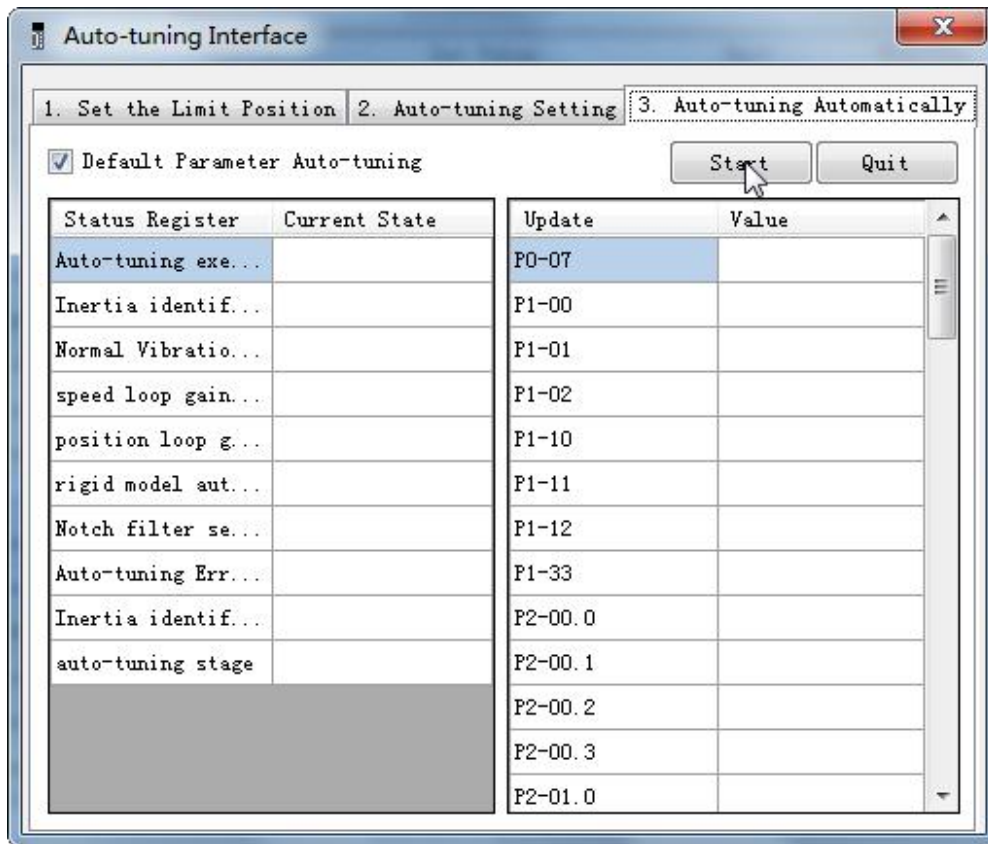 Auto-tuning Interface
1. Set the Limit Position 2. Auto-tuning Setting 3. Auto-tuning Automatically
Default Parameter Auto-tuning Start Quit
Status Register Current State Update Value
Auto-tuning exe... P0-07
Inertia identif... P1-00
Normal Vibratio... P1-01
speed loop gain... P1-02
position loop g... P1-10
rigid model aut... P1-11
Notch filter se... P1-12
Auto-tuning Err... P1-33
Inertia identif... P2-00.0
auto-tuning stage P2-00.1
P2-00.2
P2-00.3
P2-01.0